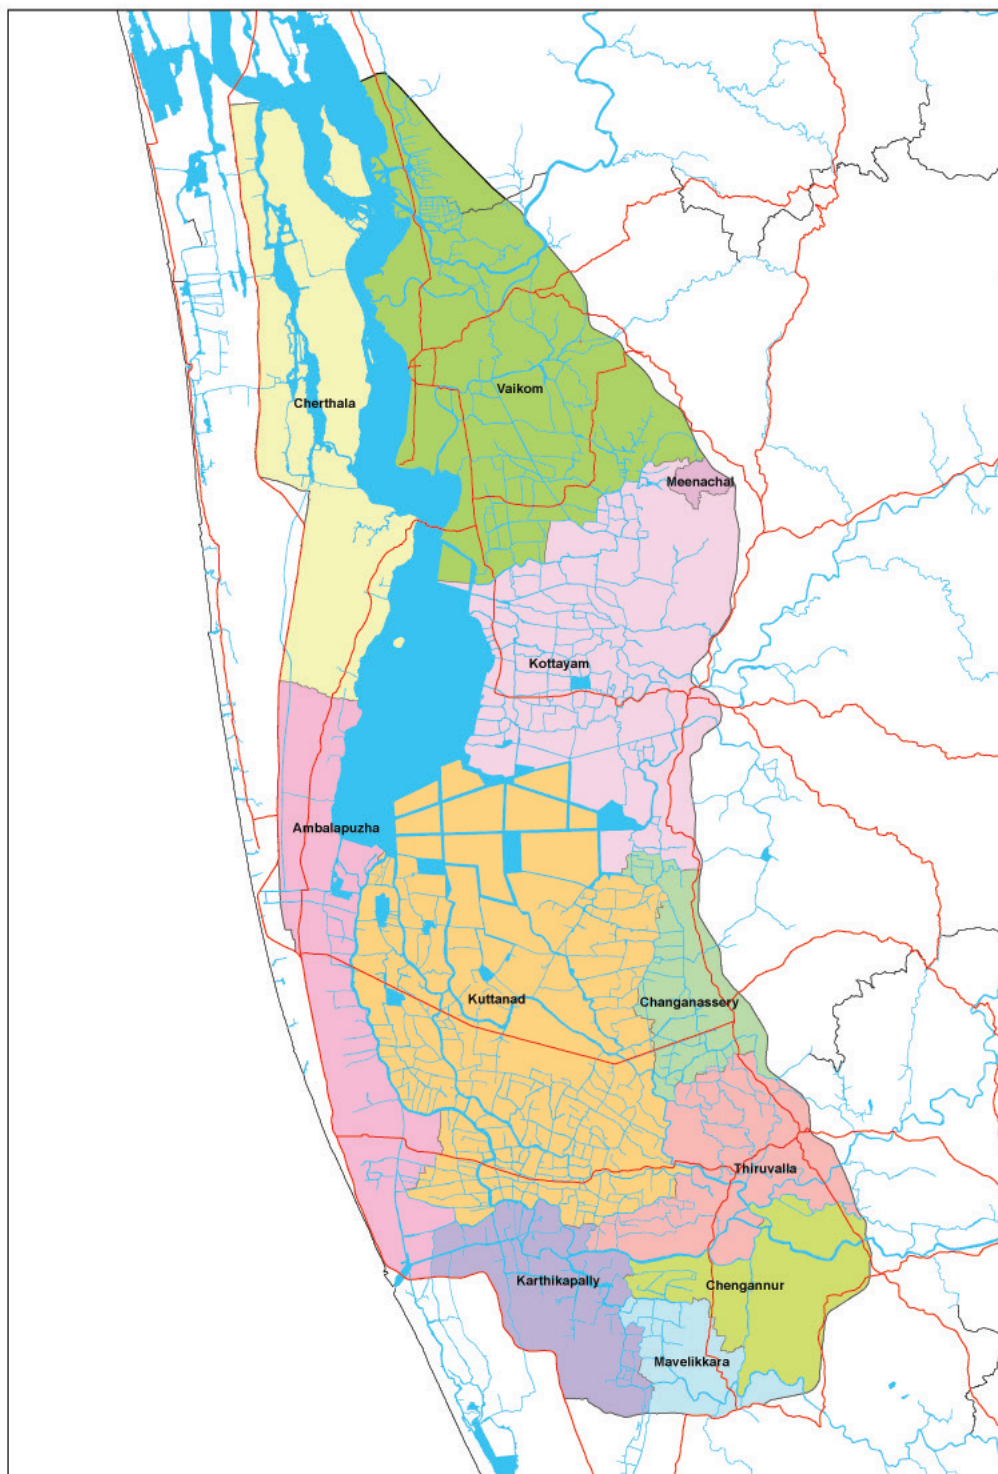 Vaikom
Cherthala
Meenachal
Kottayam
Ambalapuzha
Kuttanad
Changanassery
Thiruvalla
Karthikapally
Chengannur
Mavelikkara